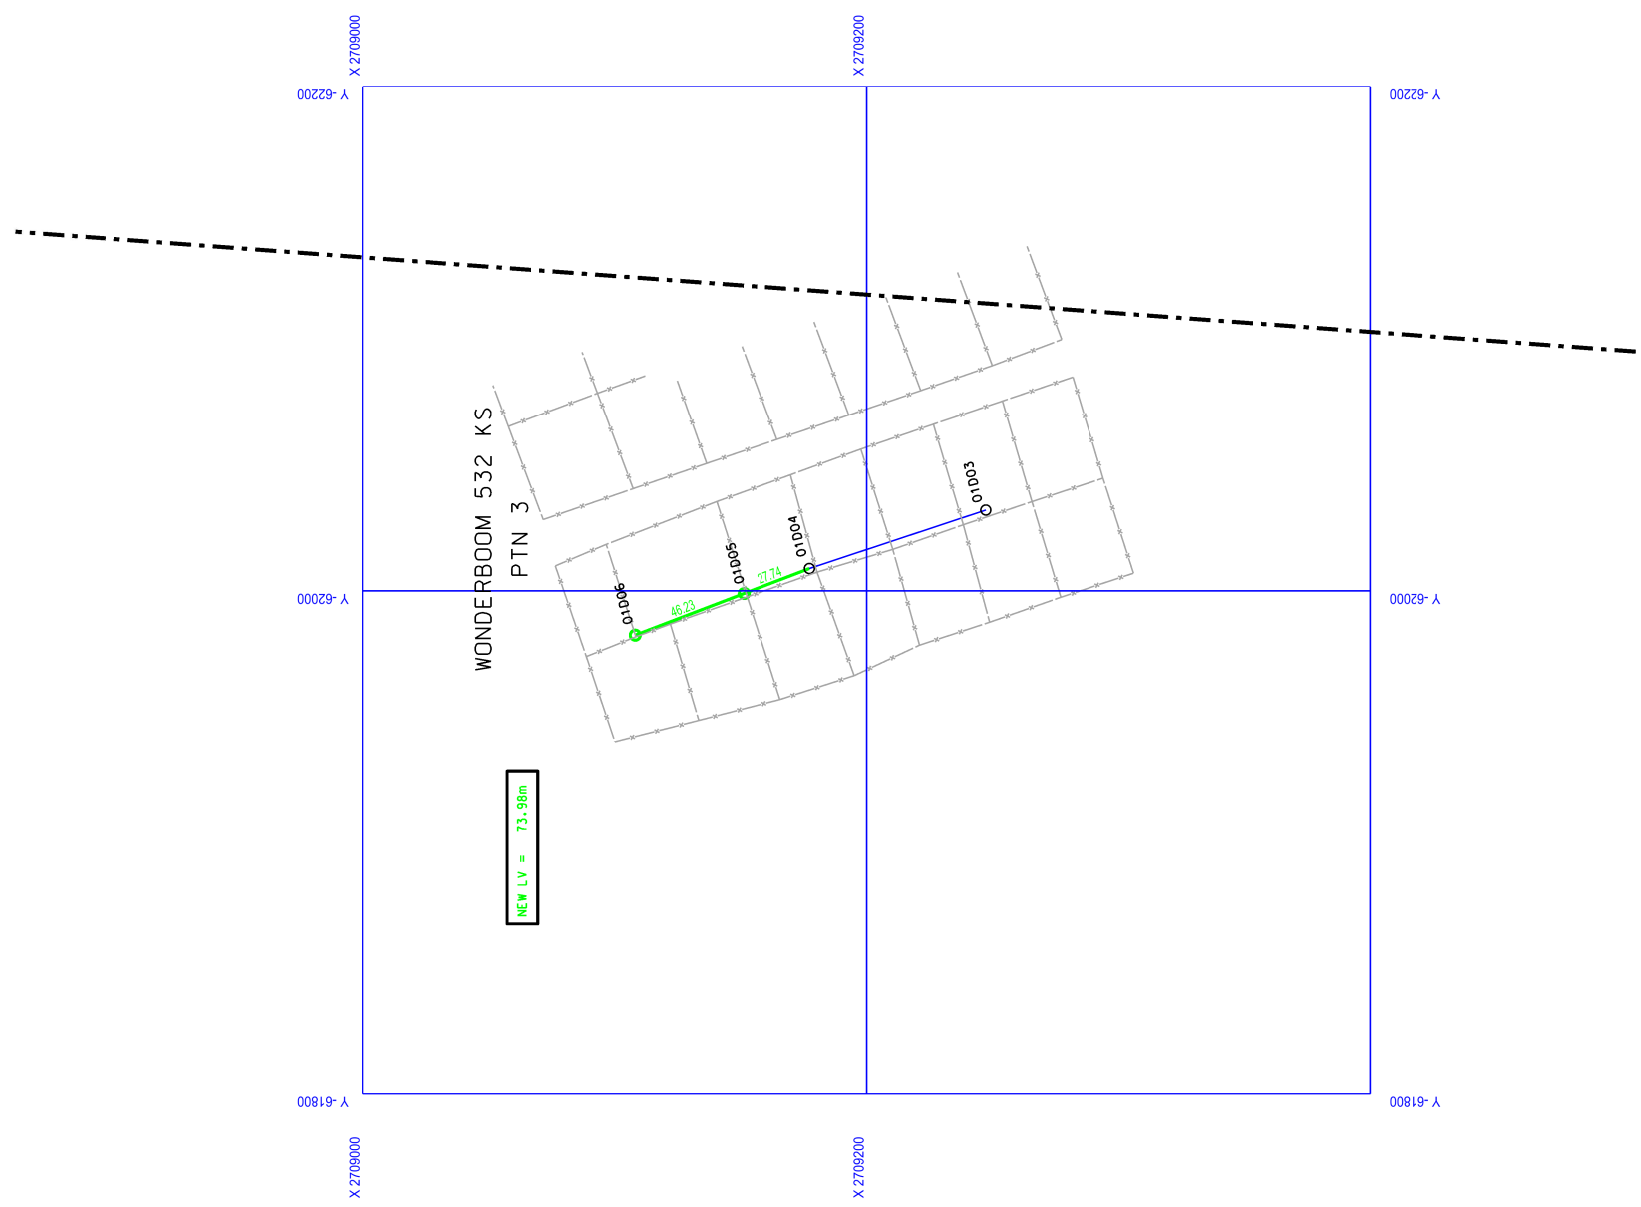 X 2709000
X 2709200
Y -62200
Y -62200
WONDERBOOM 532 KS
PTN 3
01D03
01D04
01D05
01D06
27.74
46.23
Y -62000
Y -62000
NEW LV = 73.98m
Y -61800
Y -61800
X 2709000
X 2709200